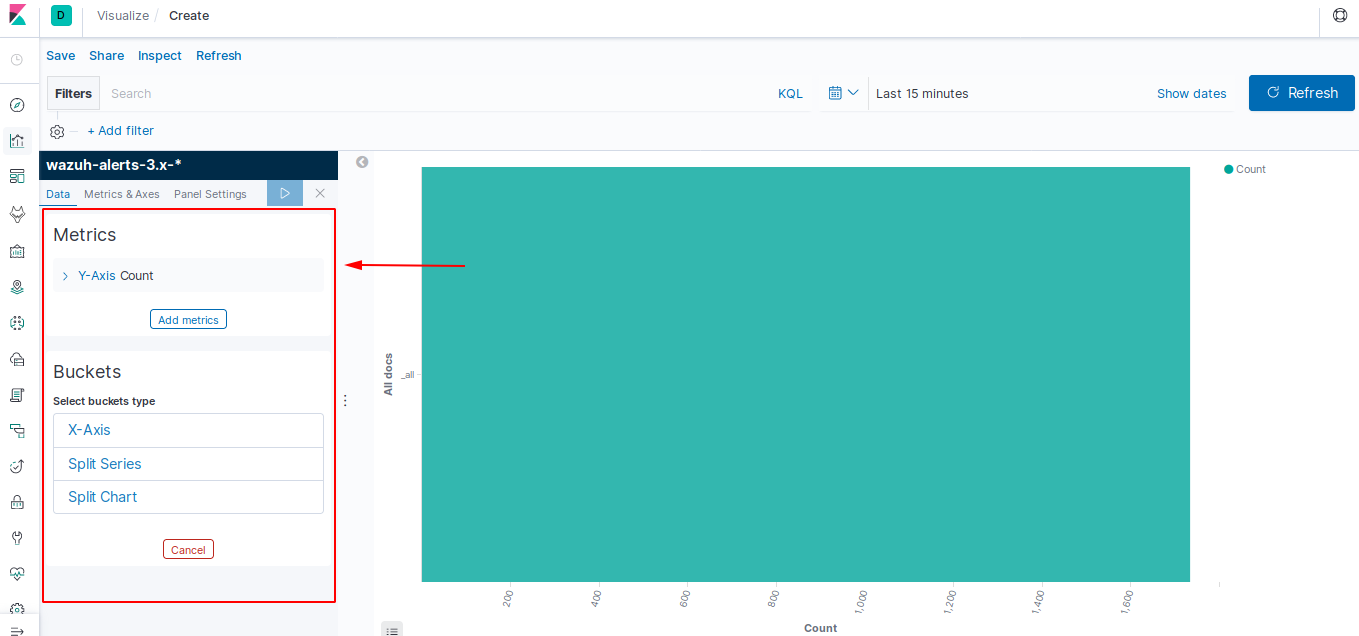 D Visualize / Create
Save Share Inspect Refresh
Filters Search KQL Last 15 minutes Show dates Refresh
+ Add filter
wazuh-alerts-3.x-*
Data Metrics & Axes Panel Settings
Metrics
Y-Axis Count
Add metrics
Buckets
Select buckets type
X-Axis
Split Series
Split Chart
Cancel
All docs
_all
200 400 600 800 1,000 1,200 1,400 1,600
Count
Count